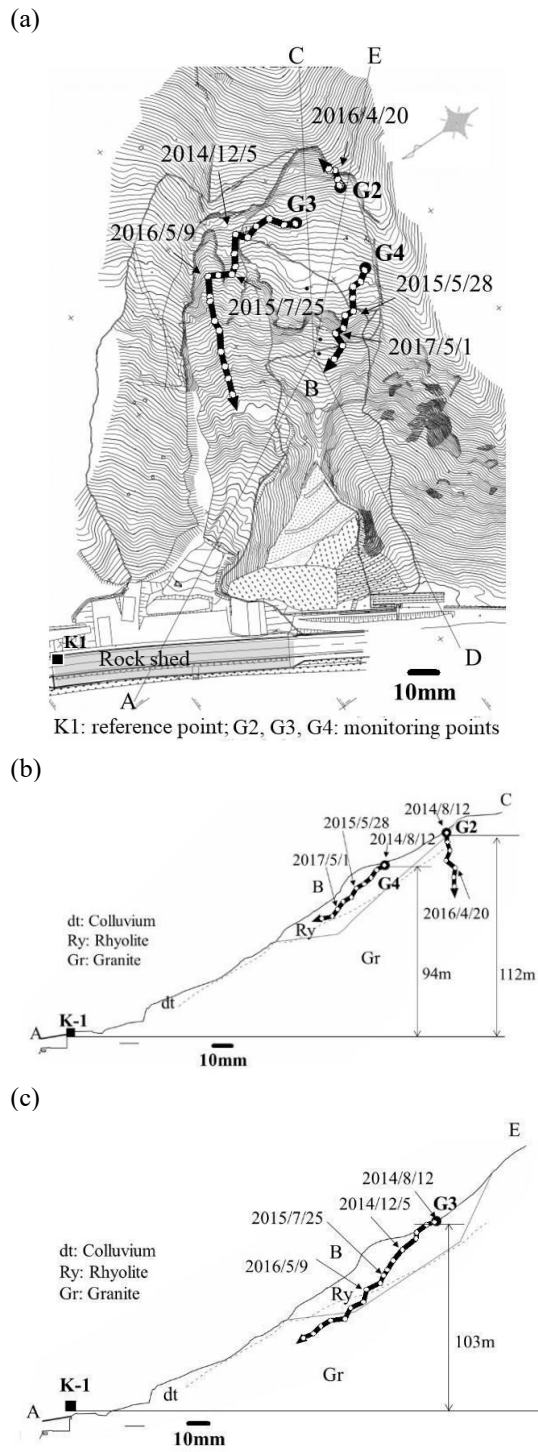 (a)
C
E
2016/4/20
2014/12/5
G2
G3
2016/5/9
G4
2015/5/28
2015/7/25
2017/5/1
B
K1
Rock shed
D
A
10mm
K1: reference point; G2, G3, G4: monitoring points
(b)
C
2014/8/12
2015/5/28
G2
2014/8/12
2017/5/1
B
G4
dt: Colluvium
Ry
2016/4/20
Ry: Rhyolite
Gr: Granite
Gr
94m
112m
K-1
dt
A
10mm
(c)
E
2014/8/12
2014/12/5
G3
2015/7/25
dt: Colluvium
B
Ry: Rhyolite
2016/5/9
Gr: Granite
Ry
103m
Gr
K-1
dt
A
10mm